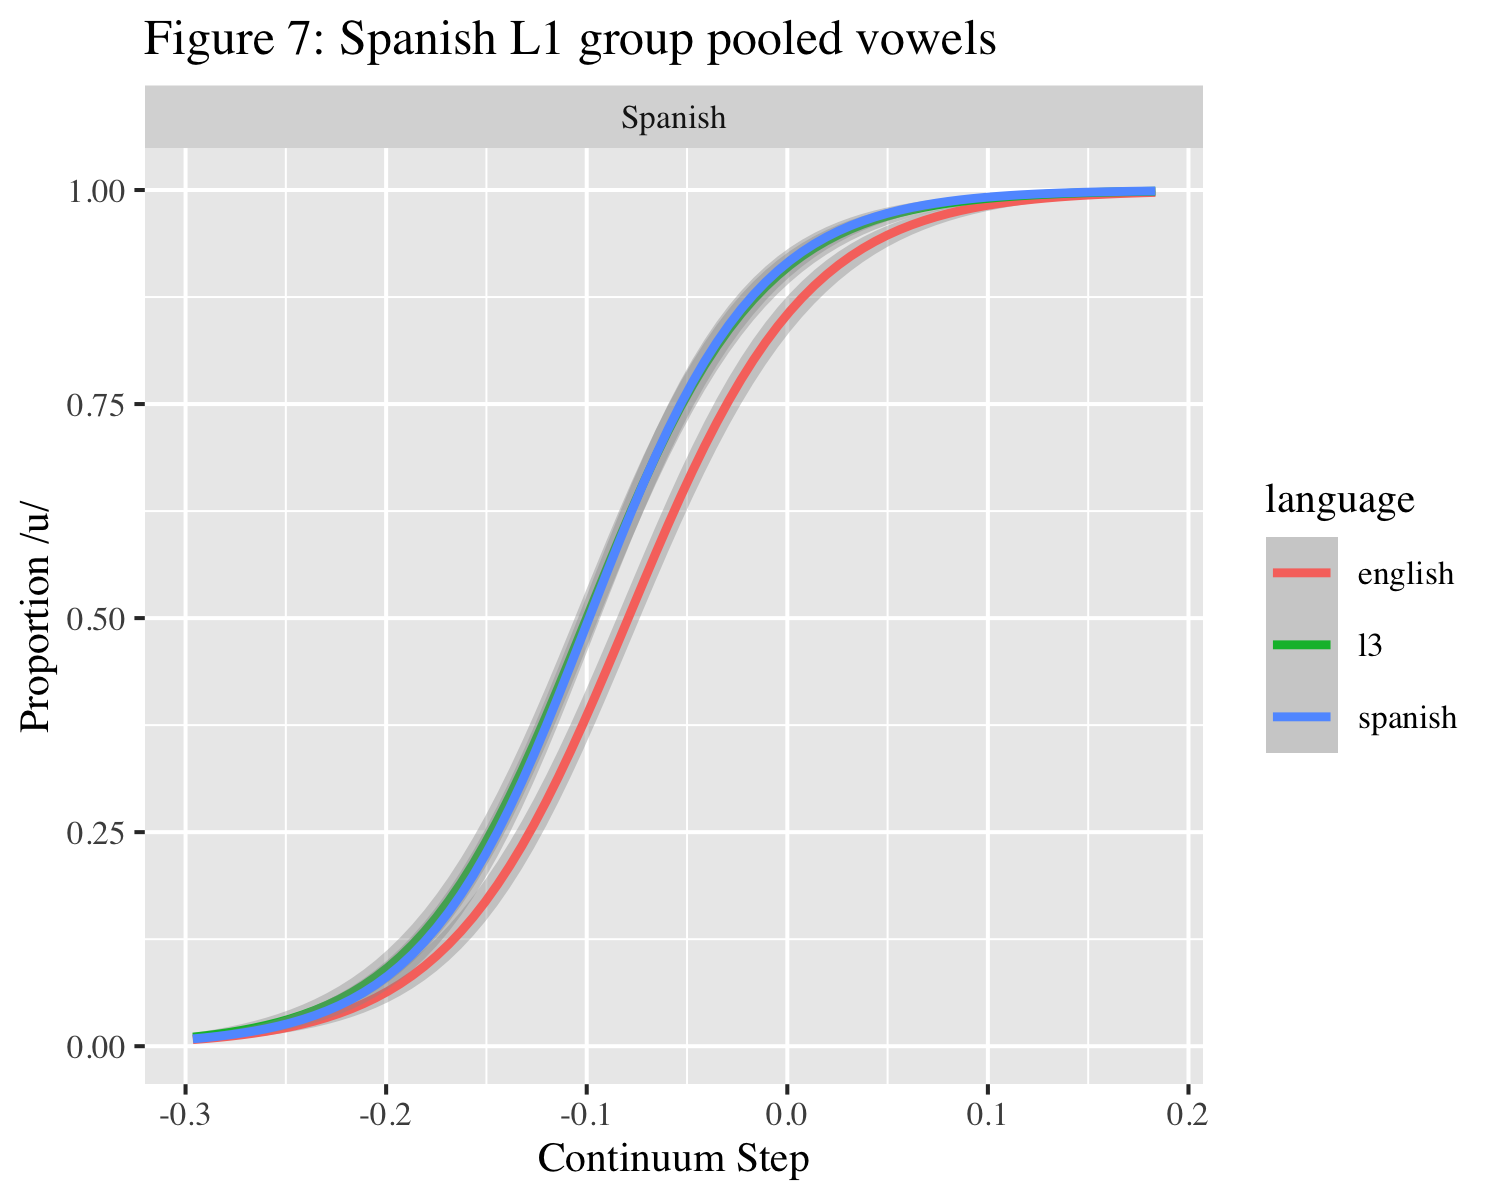 Figure 7: Spanish L1 group pooled vowels
Spanish
1.00
0.75
0.50
0.25
0.00
Proportion /u/
-0.3 -0.2 -0.1 0.0 0.1 0.2
Continuum Step
language
english
l3
spanish